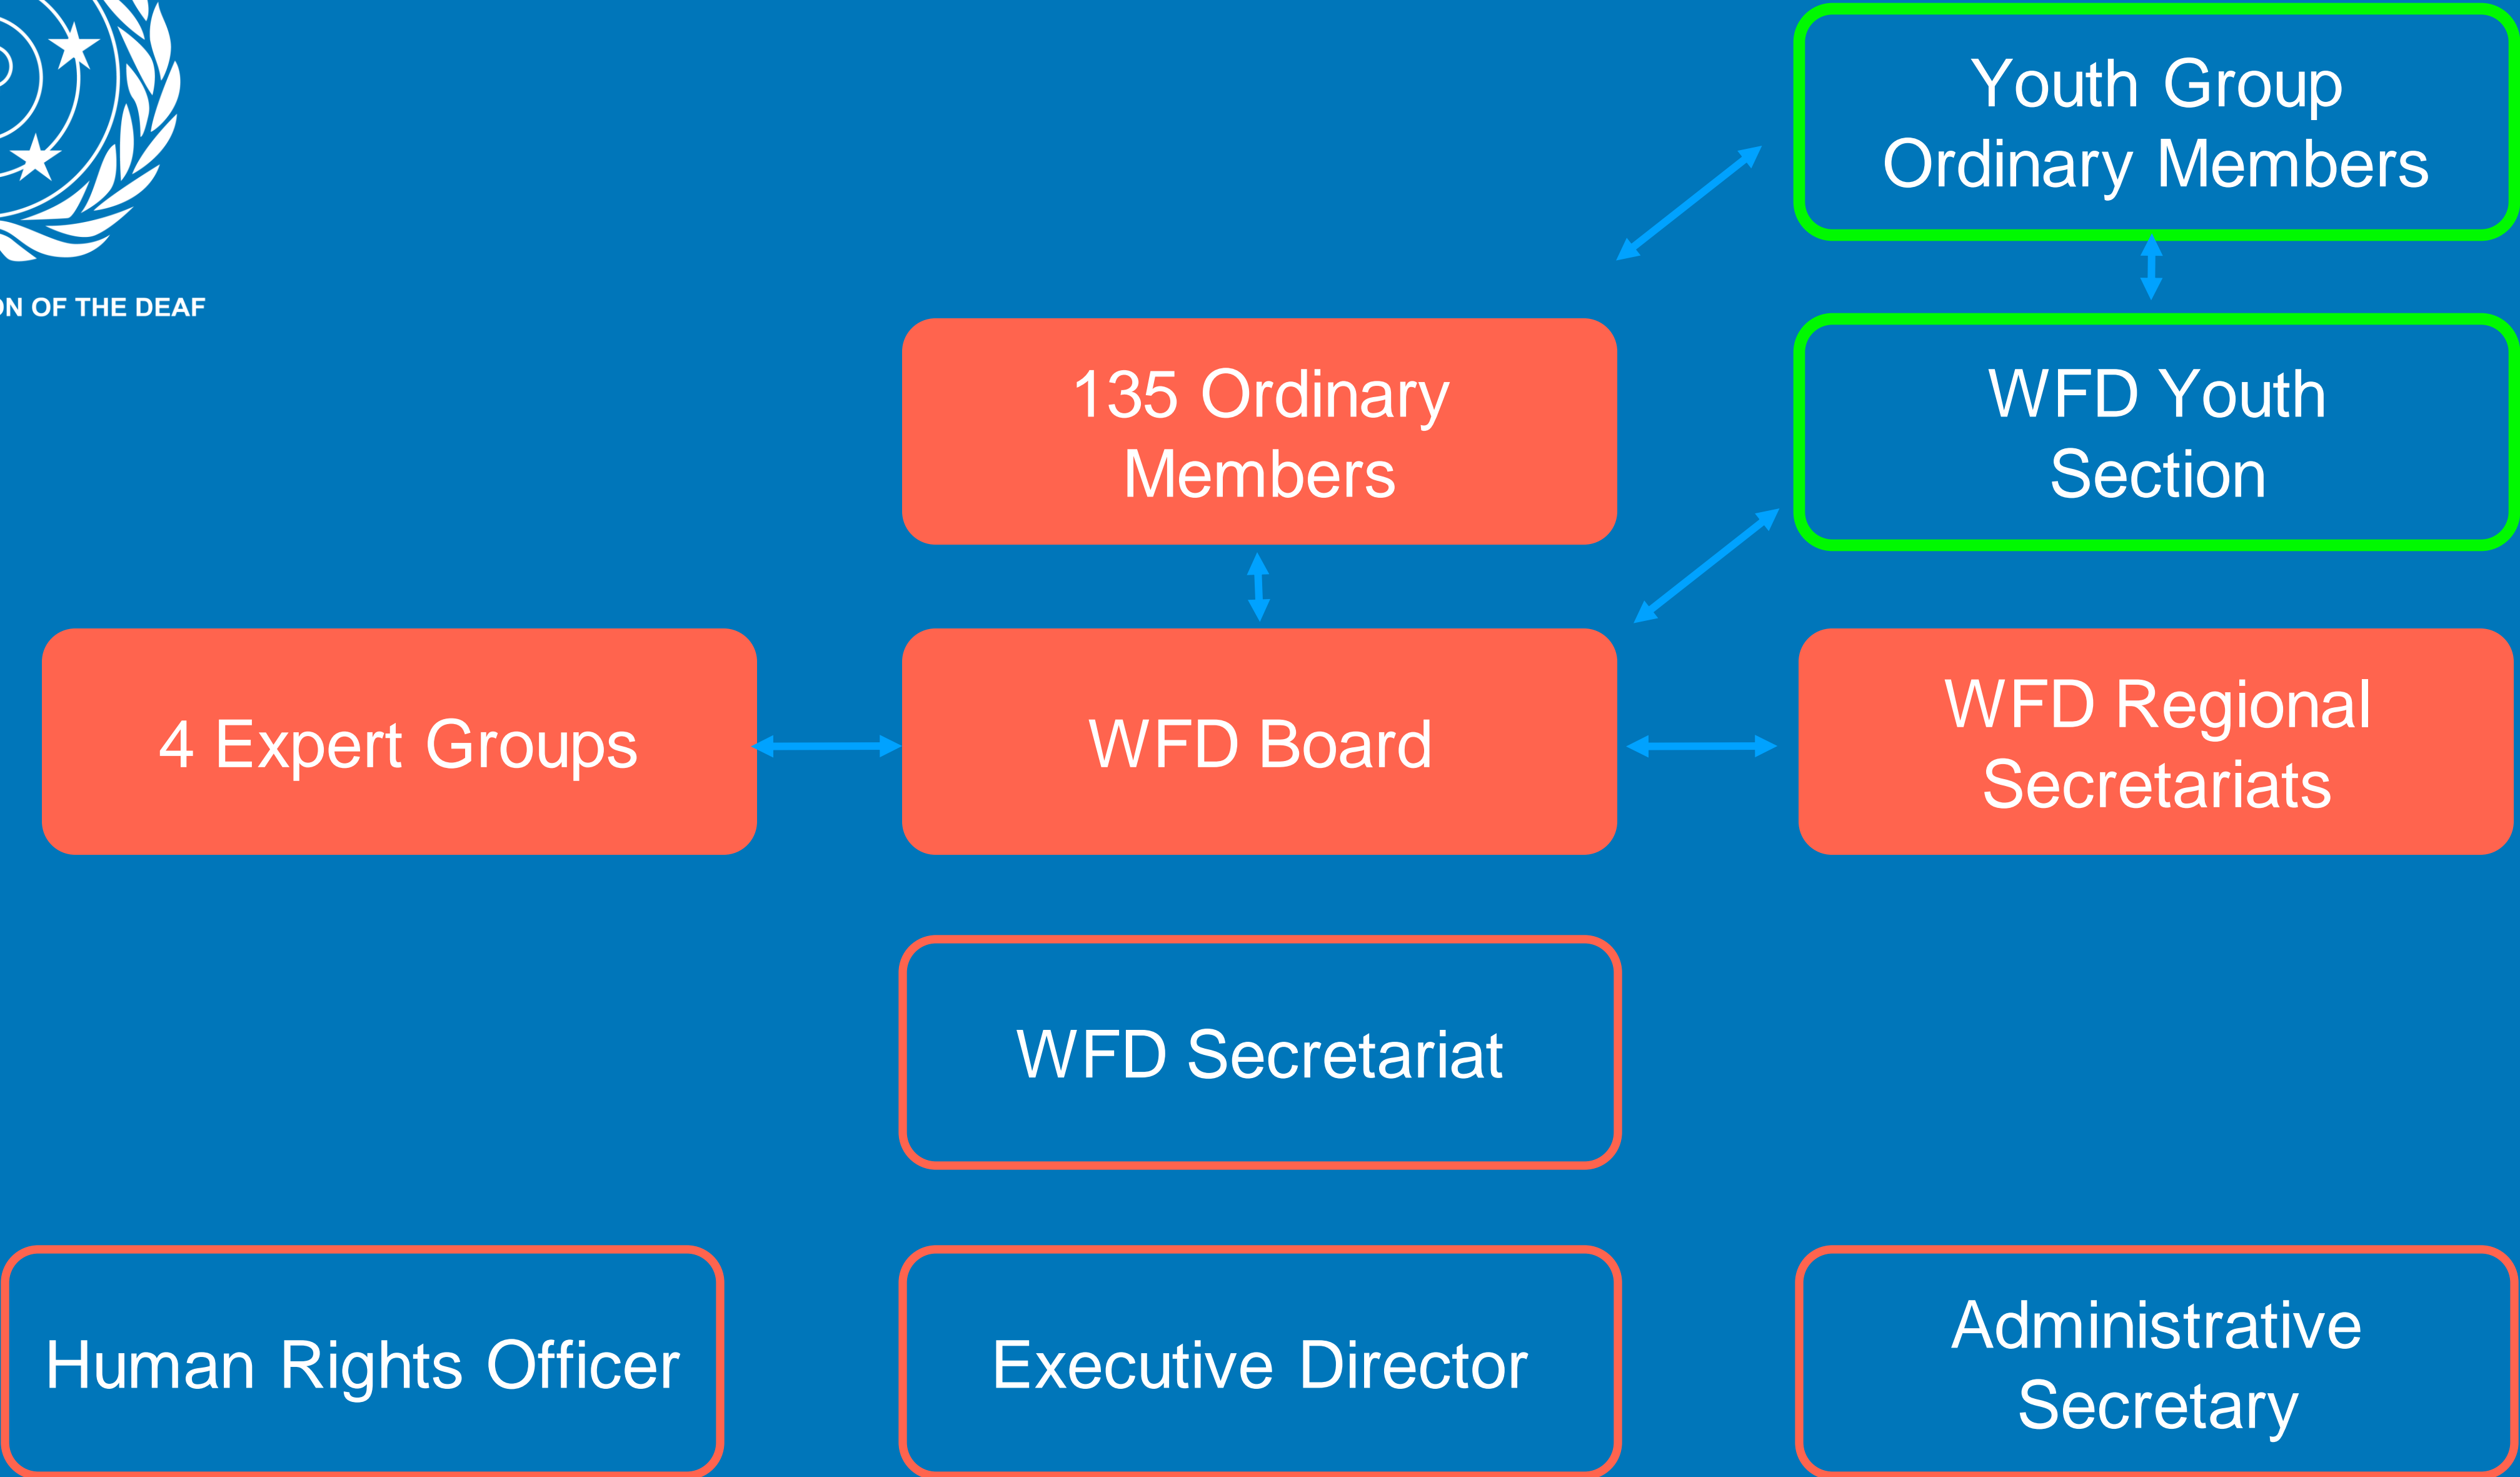 Youth Group
Ordinary Members
OF THE DEAF
135 Ordinary
Members
WFD Youth
Section
4 Expert Groups
WFD Board
WFD Regional
Secretariats
WFD Secretariat
Human Rights Officer
Executive Director
Administrative
Secretary